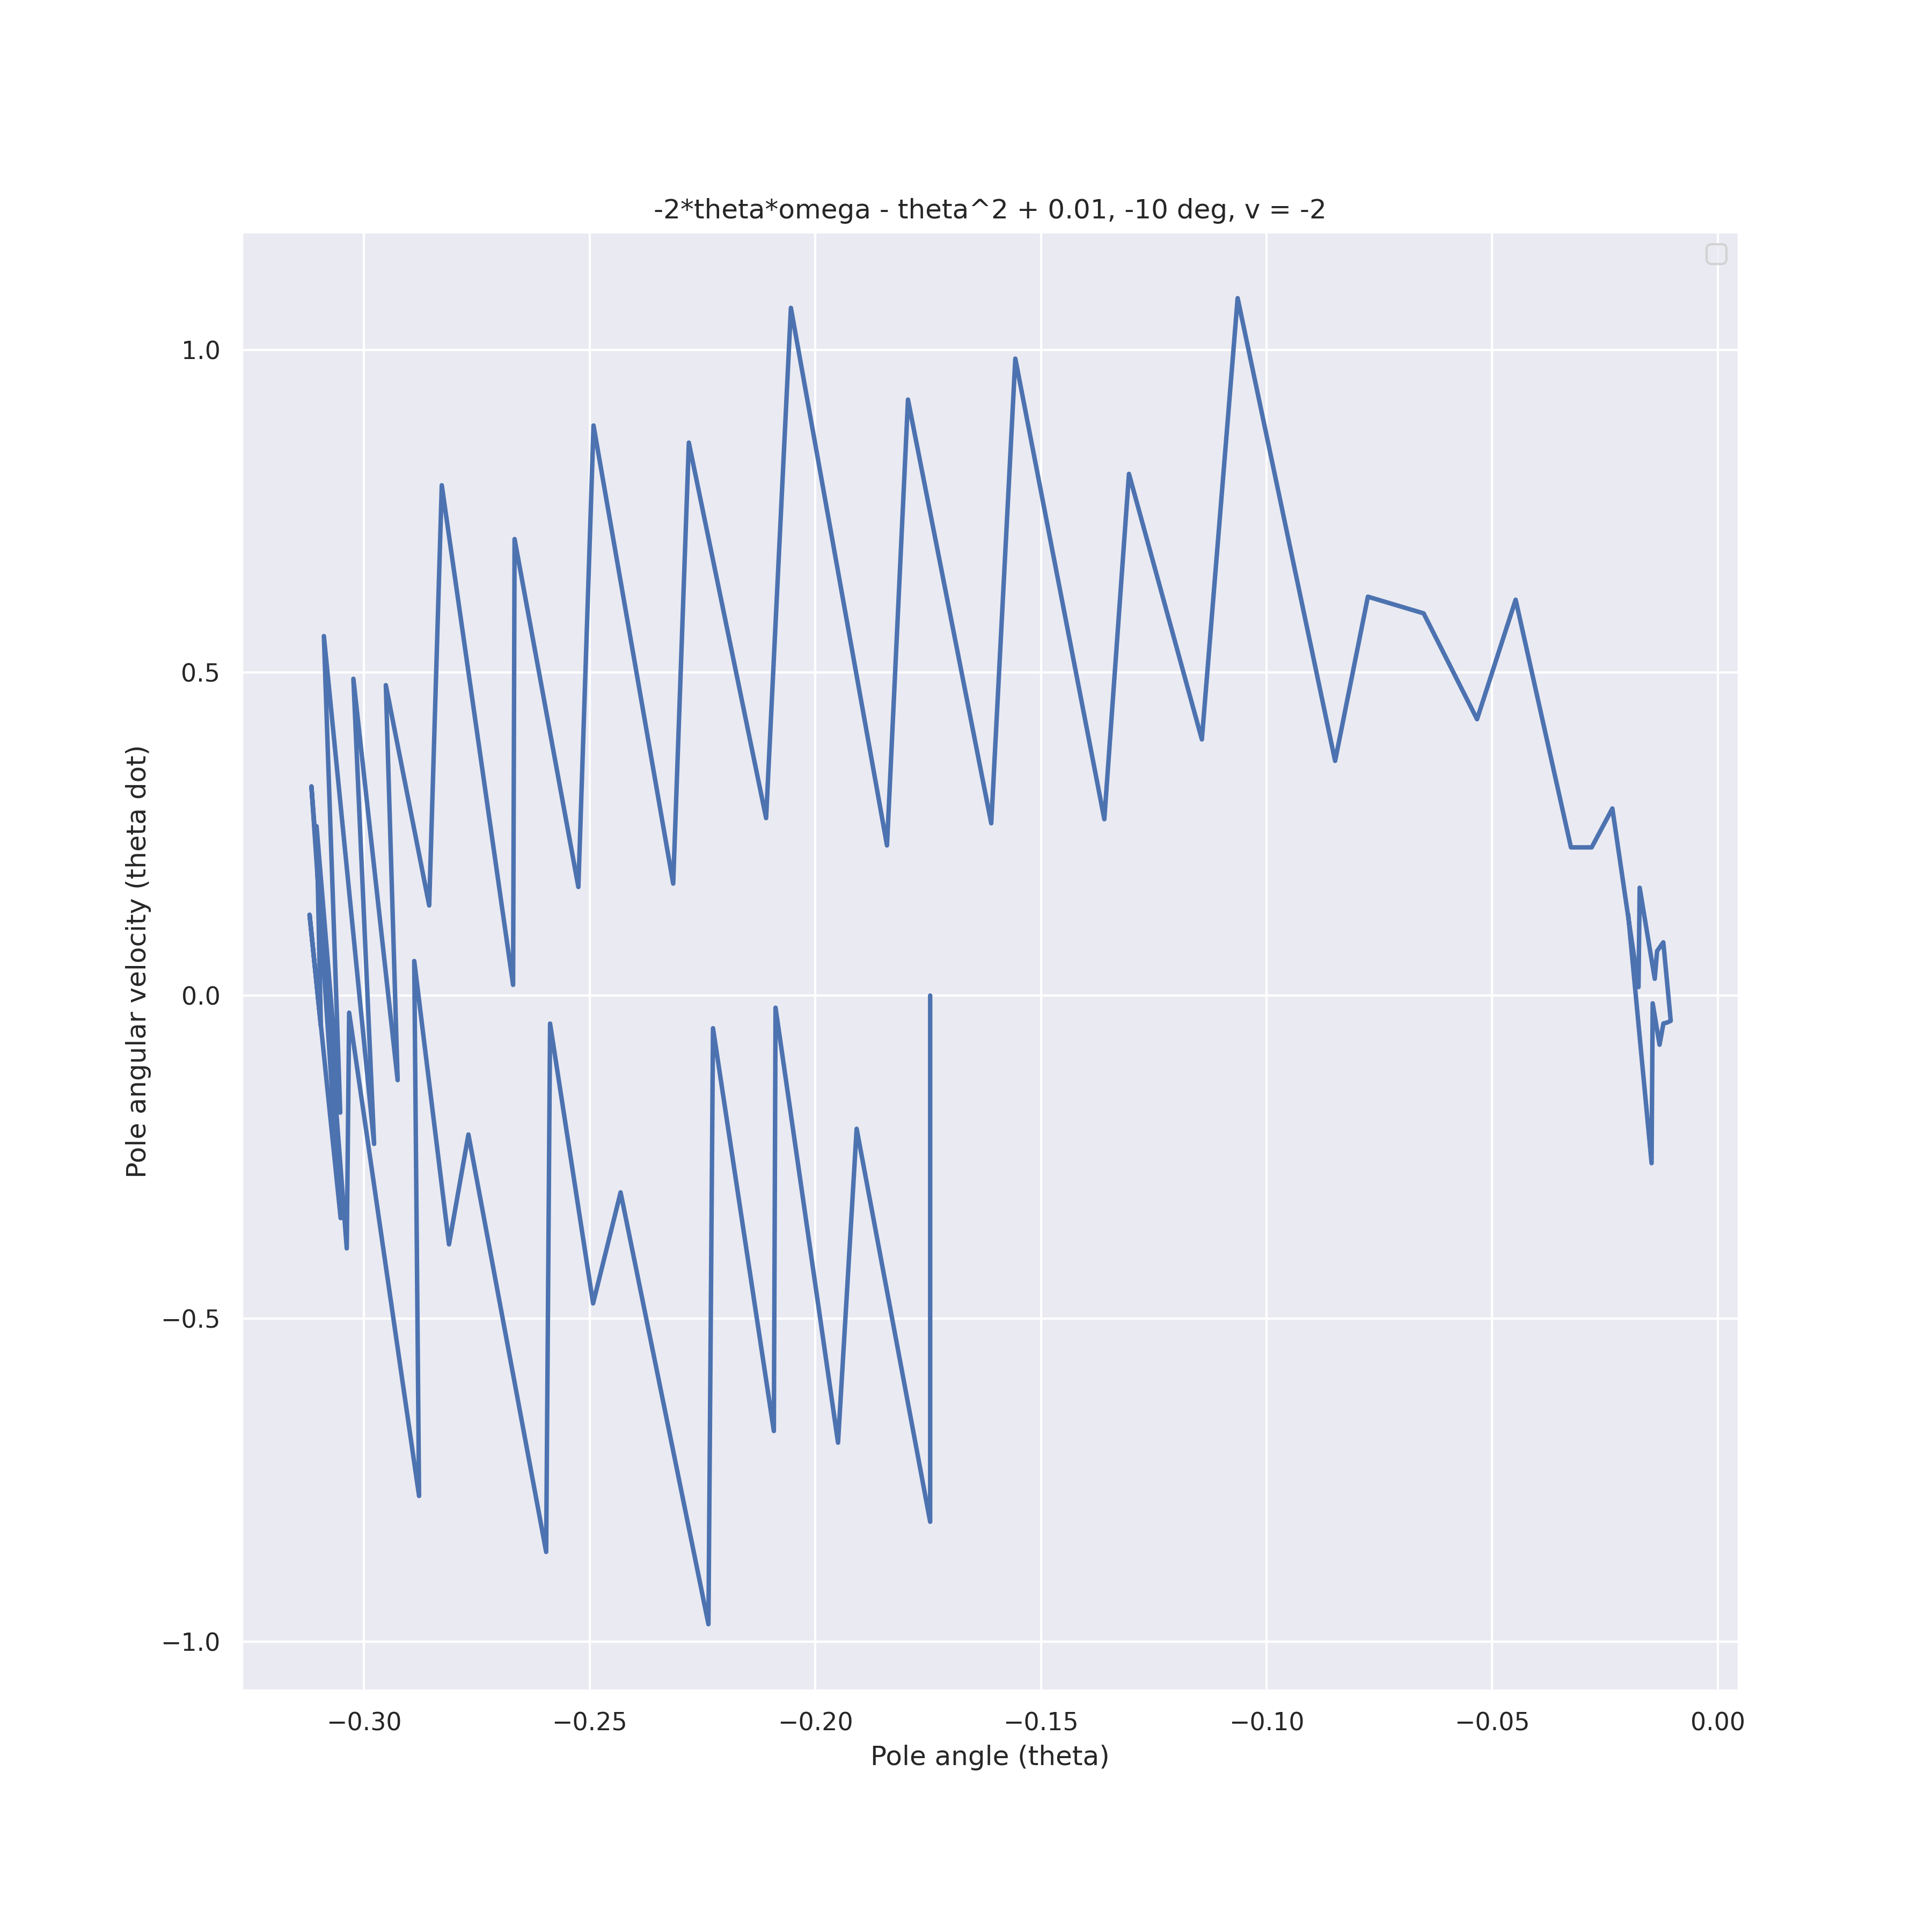 -2*theta*omega - theta^2 + 0.01, -10 deg, v = -2
1.0
0.5
0.0
−0.5
−1.0
Pole angular velocity (theta dot)
−0.30 −0.25 −0.20 −0.15 −0.10 −0.05 0.00
Pole angle (theta)